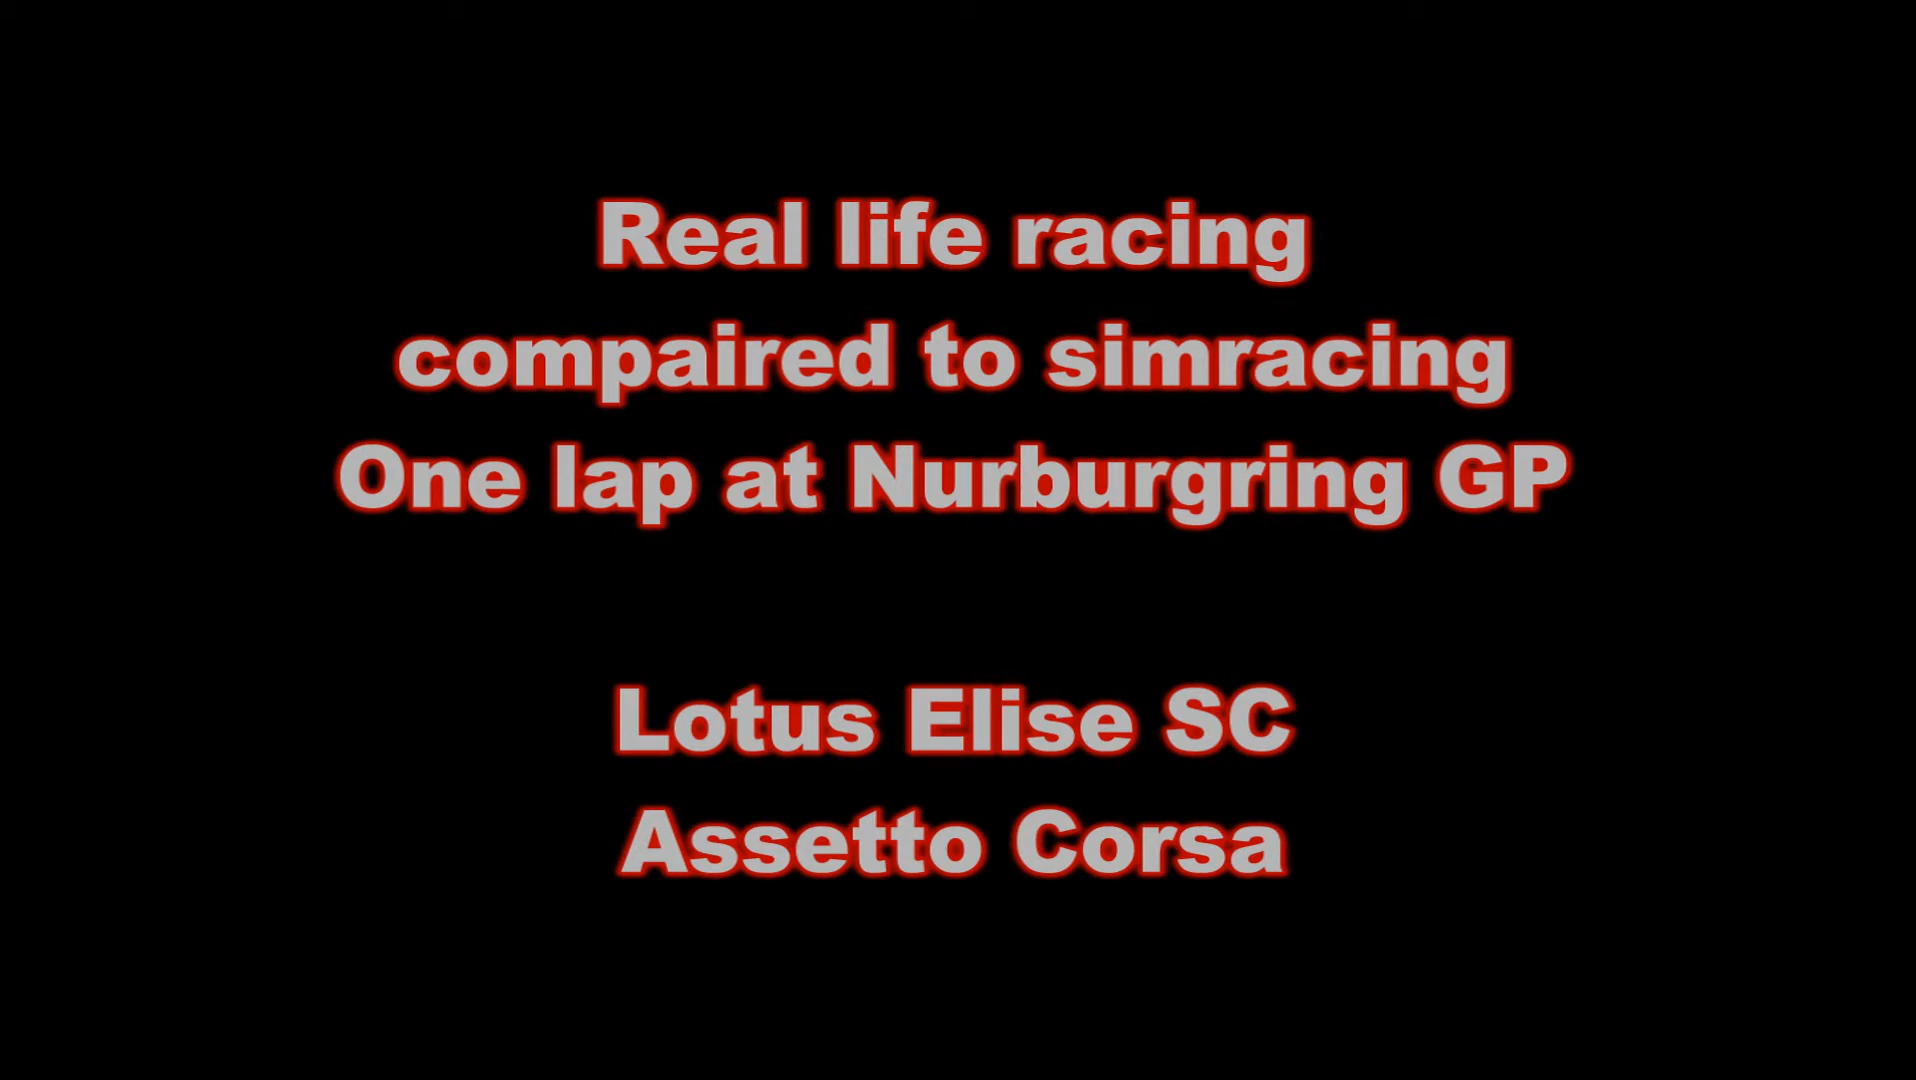 Real life racing
compaired to simracing
One lap at Nurburgring GP
Lotus Elise SC
Assetto Corsa